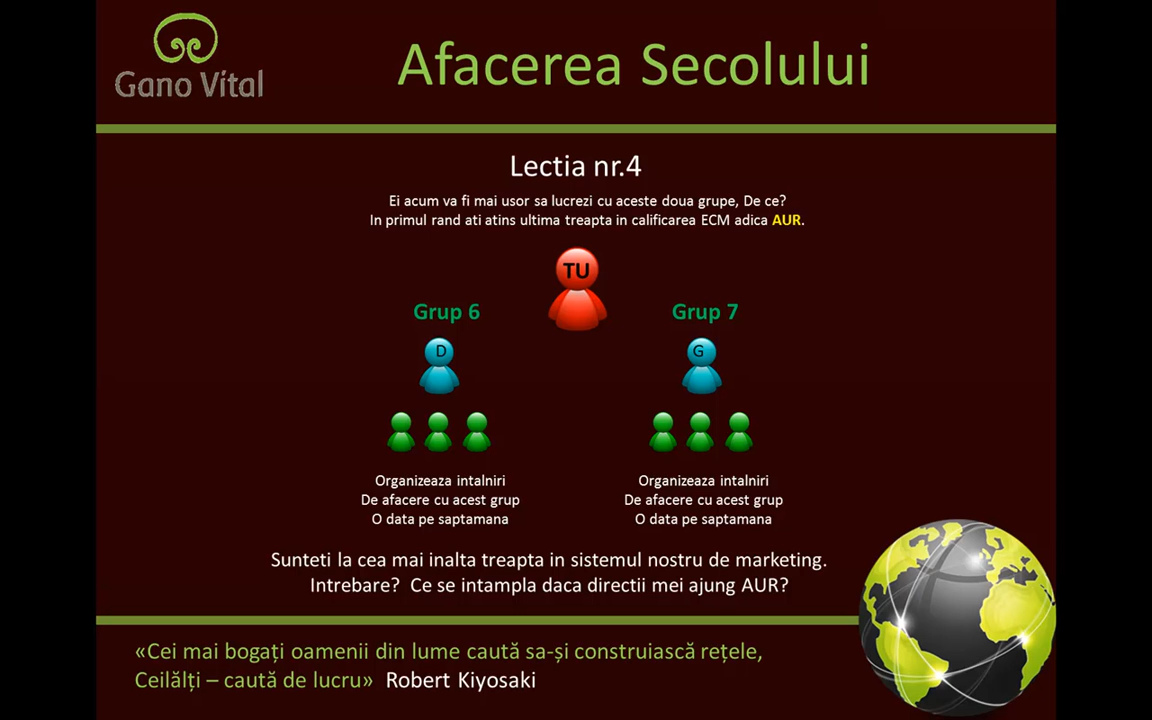 Gano Vital
Afacerea Secolului
Lectia nr.4
Ei acum va fi mai usor sa lucrezi cu aceste doua grupe, De ce?
In primul rand ati atins ultima treapta in calificarea ECM adica AUR.
TU
Grup 6
Grup 7
D
G
Organizeaza intalniri
De afacere cu acest grup
O data pe saptamana
Organizeaza intalniri
De afacere cu acest grup
O data pe saptamana
Sunteti la cea mai inalta treapta in sistemul nostru de marketing.
Intrebare? Ce se intampla daca directii mei ajung AUR?
«Cei mai bogați oamenii din lume caută sa-și construiască rețele,
Ceilălți – caută de lucru» Robert Kiyosaki